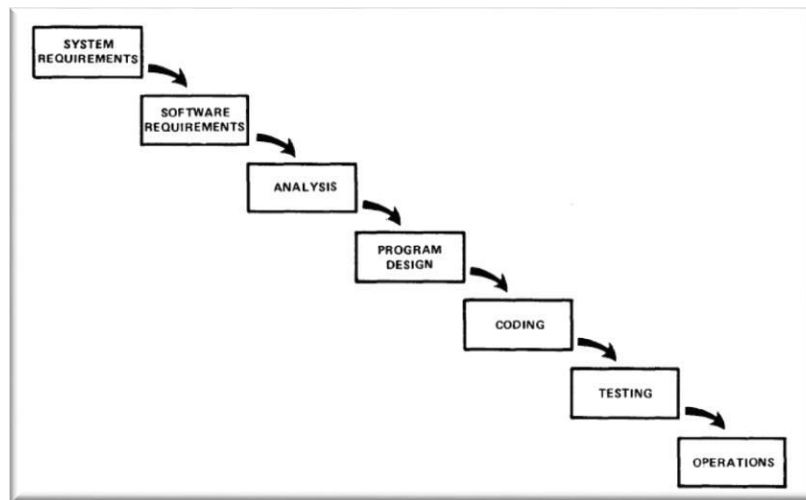 SYSTEM
REQUIREMENTS
SOFTWARE
REQUIREMENTS
ANALYSIS
PROGRAM
DESIGN
CODING
TESTING
OPERATIONS